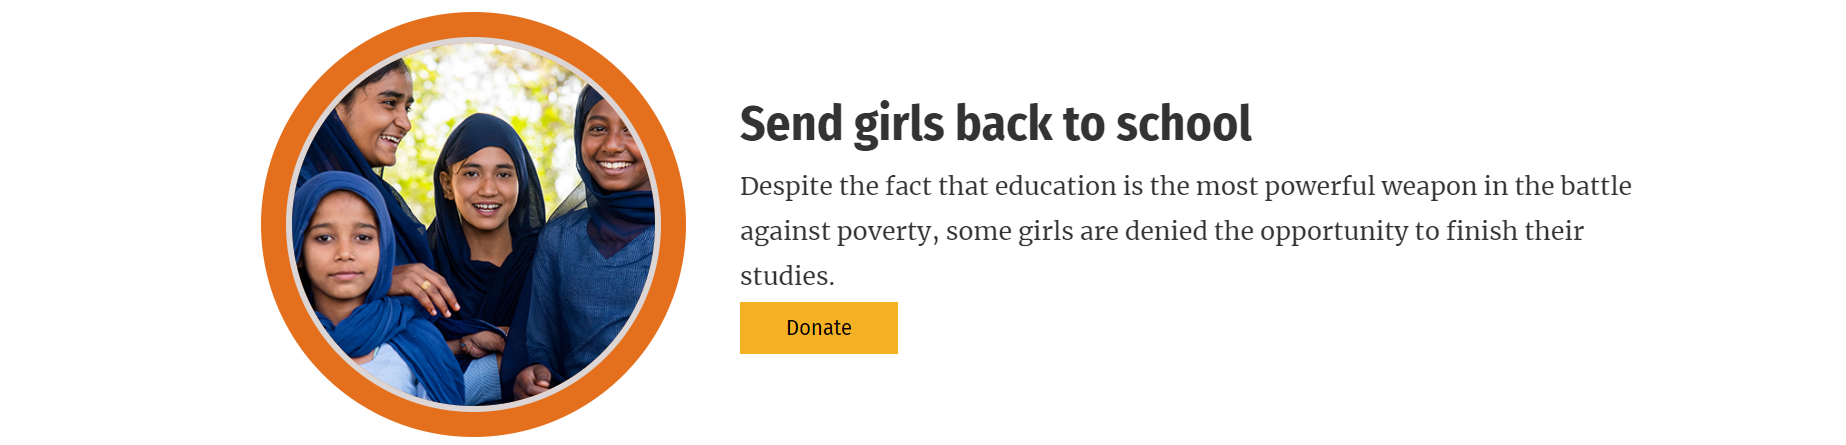 Send girls back to school
Despite the fact that education is the most powerful weapon in the battle
against poverty, some girls are denied the opportunity to finish their
studies.
Donate